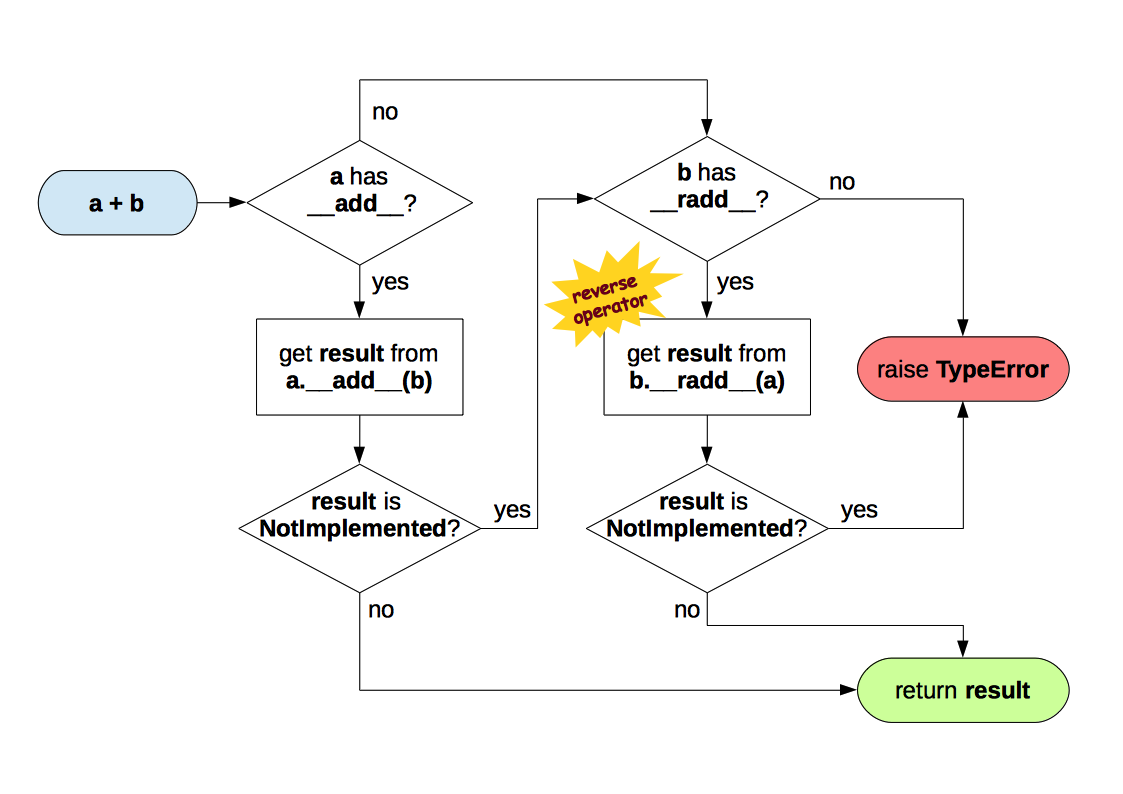 no
a has
__add__?
b has
__radd__?
no
a + b
yes
reverse
operator
yes
get result from
a.__add__(b)
get result from
b.__radd__(a)
raise TypeError
result is
NotImplemented?
yes
result is
NotImplemented?
yes
no
no
return result